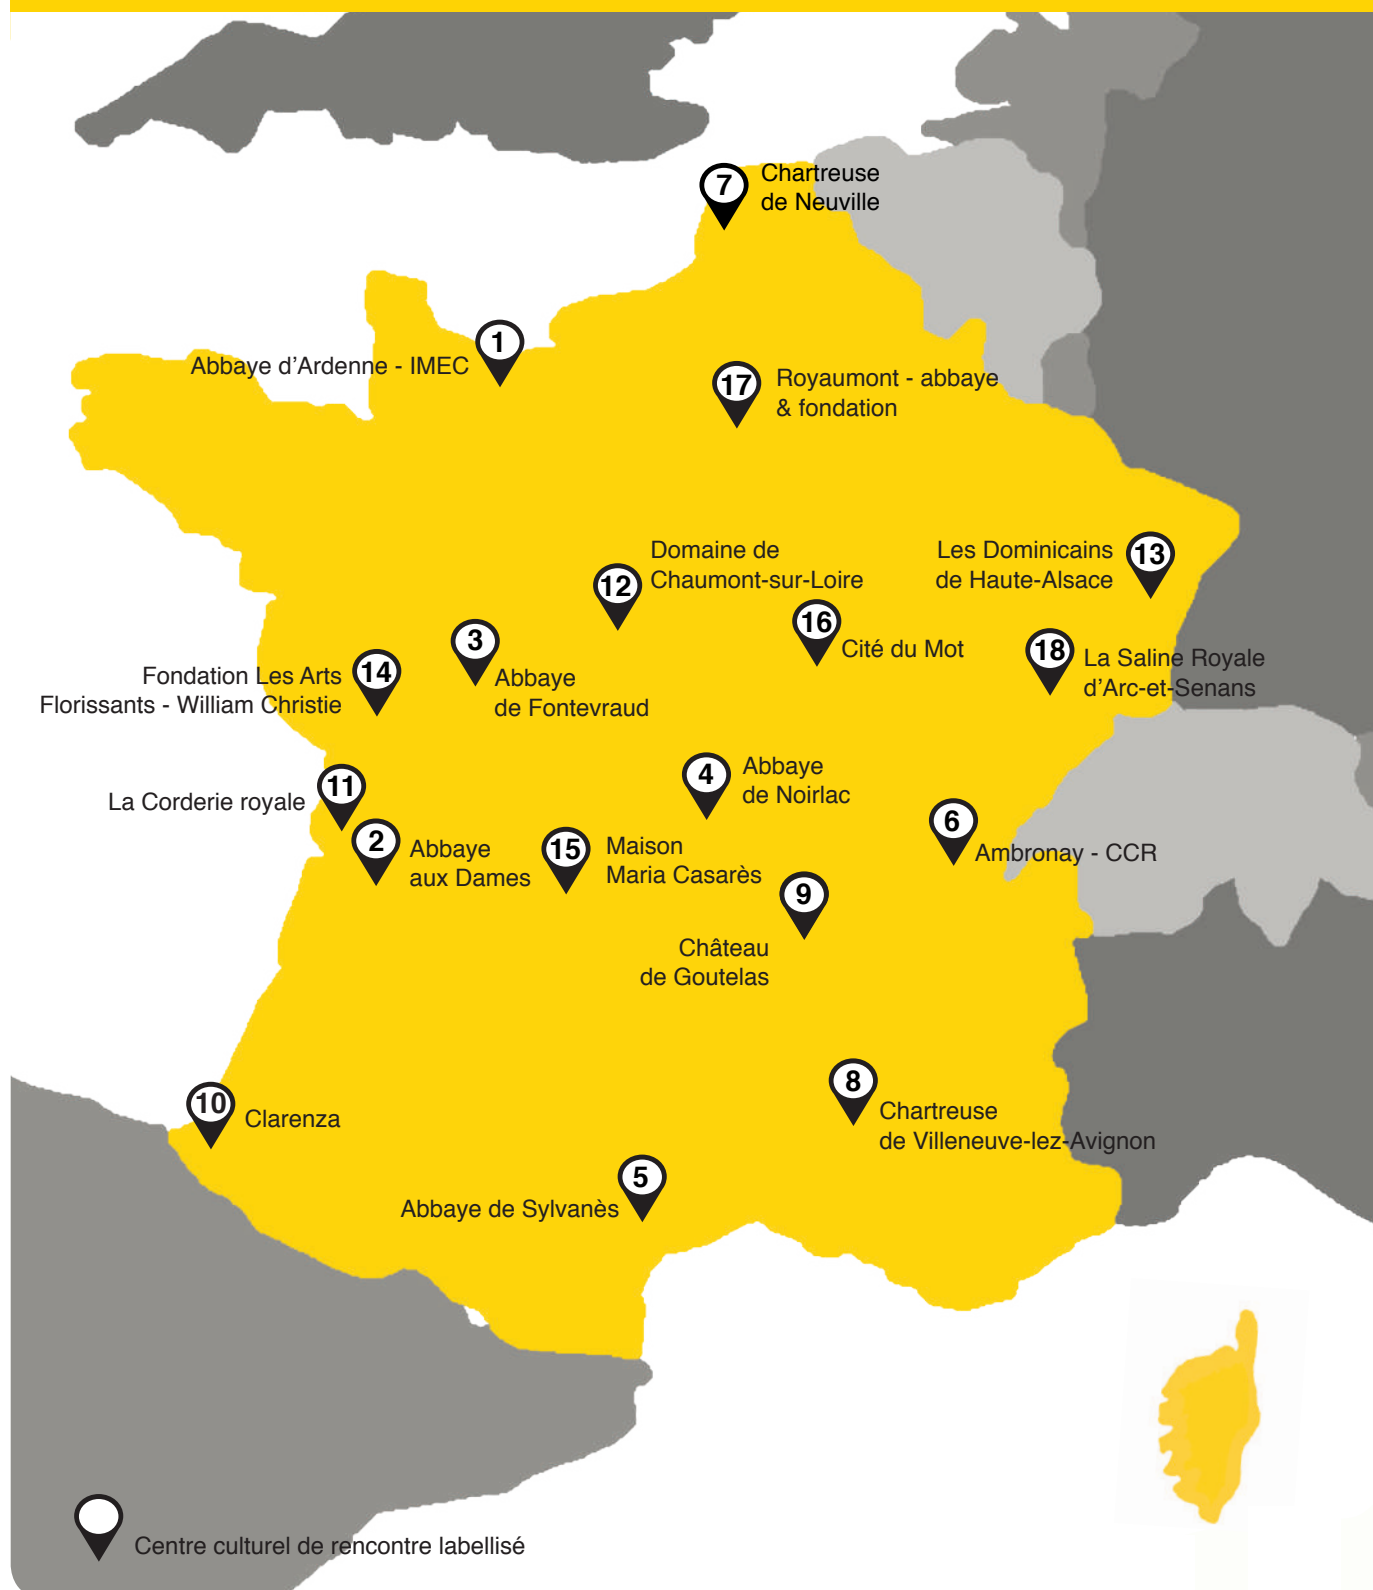 7
Chartreuse
de Neuville
1
Abbaye d'Ardenne - IMEC
17
Royaumont - abbaye
& fondation
12
Domaine de
Chaumont-sur-Loire
Les Dominicains
de Haute-Alsace
13
16
Cité du Mot
3
Abbaye
de Fontevraud
18
La Saline Royale
d'Arc-et-Senans
Fondation Les Arts
Florissants - William Christie
14
4
Abbaye
de Noirlac
11
La Corderie royale
2
Abbaye
aux Dames
15
Maison
Maria Casarès
6
Ambronay - CCR
9
Château
de Goutelas
8
Chartreuse
de Villeneuve-lez-Avignon
10
Clarenza
5
Abbaye de Sylvanès
Centre culturel de rencontre labellisé